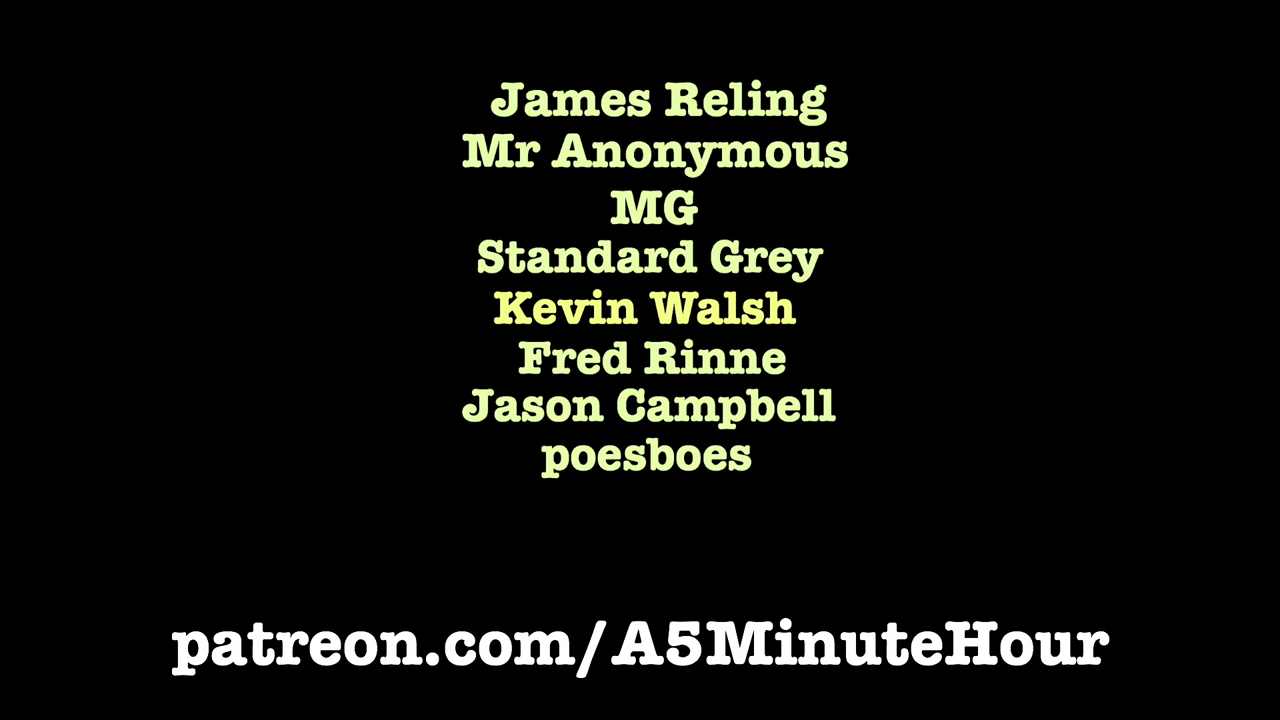 James Reling
Mr Anonymous
MG
Standard Grey
Kevin Walsh
Fred Rinne
Jason Campbell
poesboes
patreon.com/A5MinuteHour